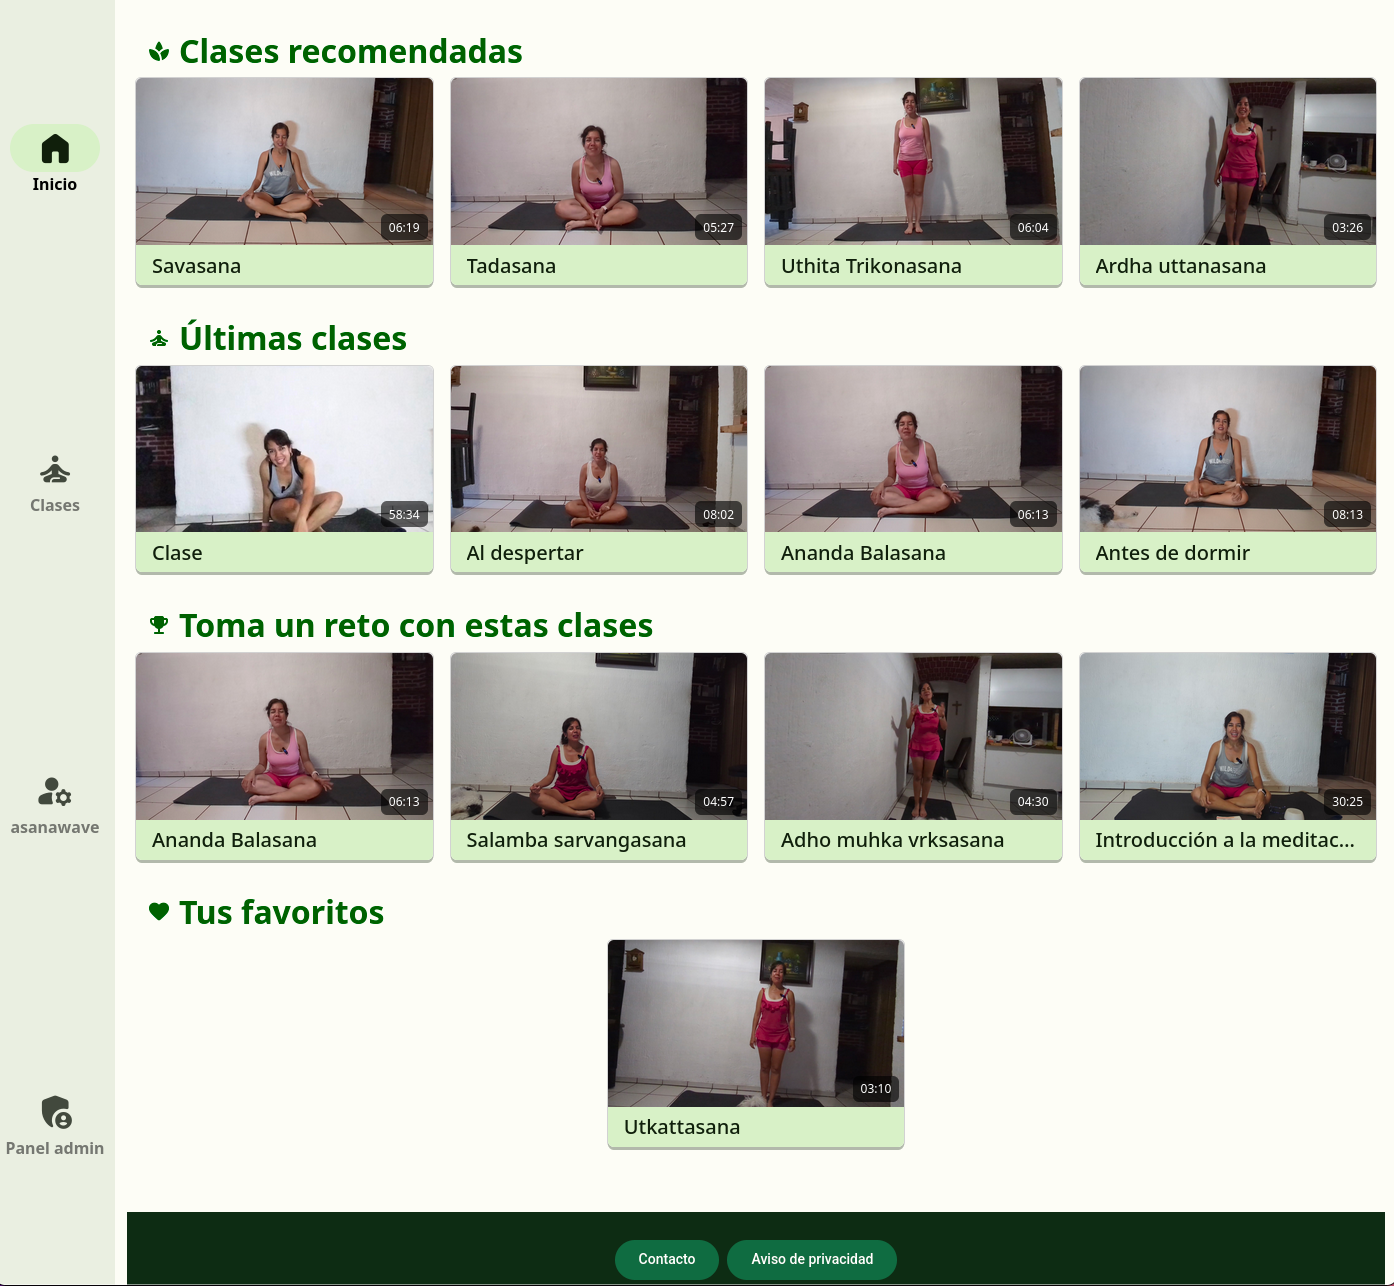 Clases recomendadas
Inicio
06:19
05:27
06:04
03:26
Savasana
Tadasana
Uthita Trikonasana
Ardha uttanasana
Últimas clases
Clases
58:34
08:02
06:13
08:13
Clase
Al despertar
Ananda Balasana
Antes de dormir
Toma un reto con estas clases
asanawave
06:13
04:57
04:30
30:25
Ananda Balasana
Salamba sarvangasana
Adho muhka vrksasana
Introducción a la meditac...
Tus favoritos
Panel admin
03:10
Utkattasana
Contacto
Aviso de privacidad